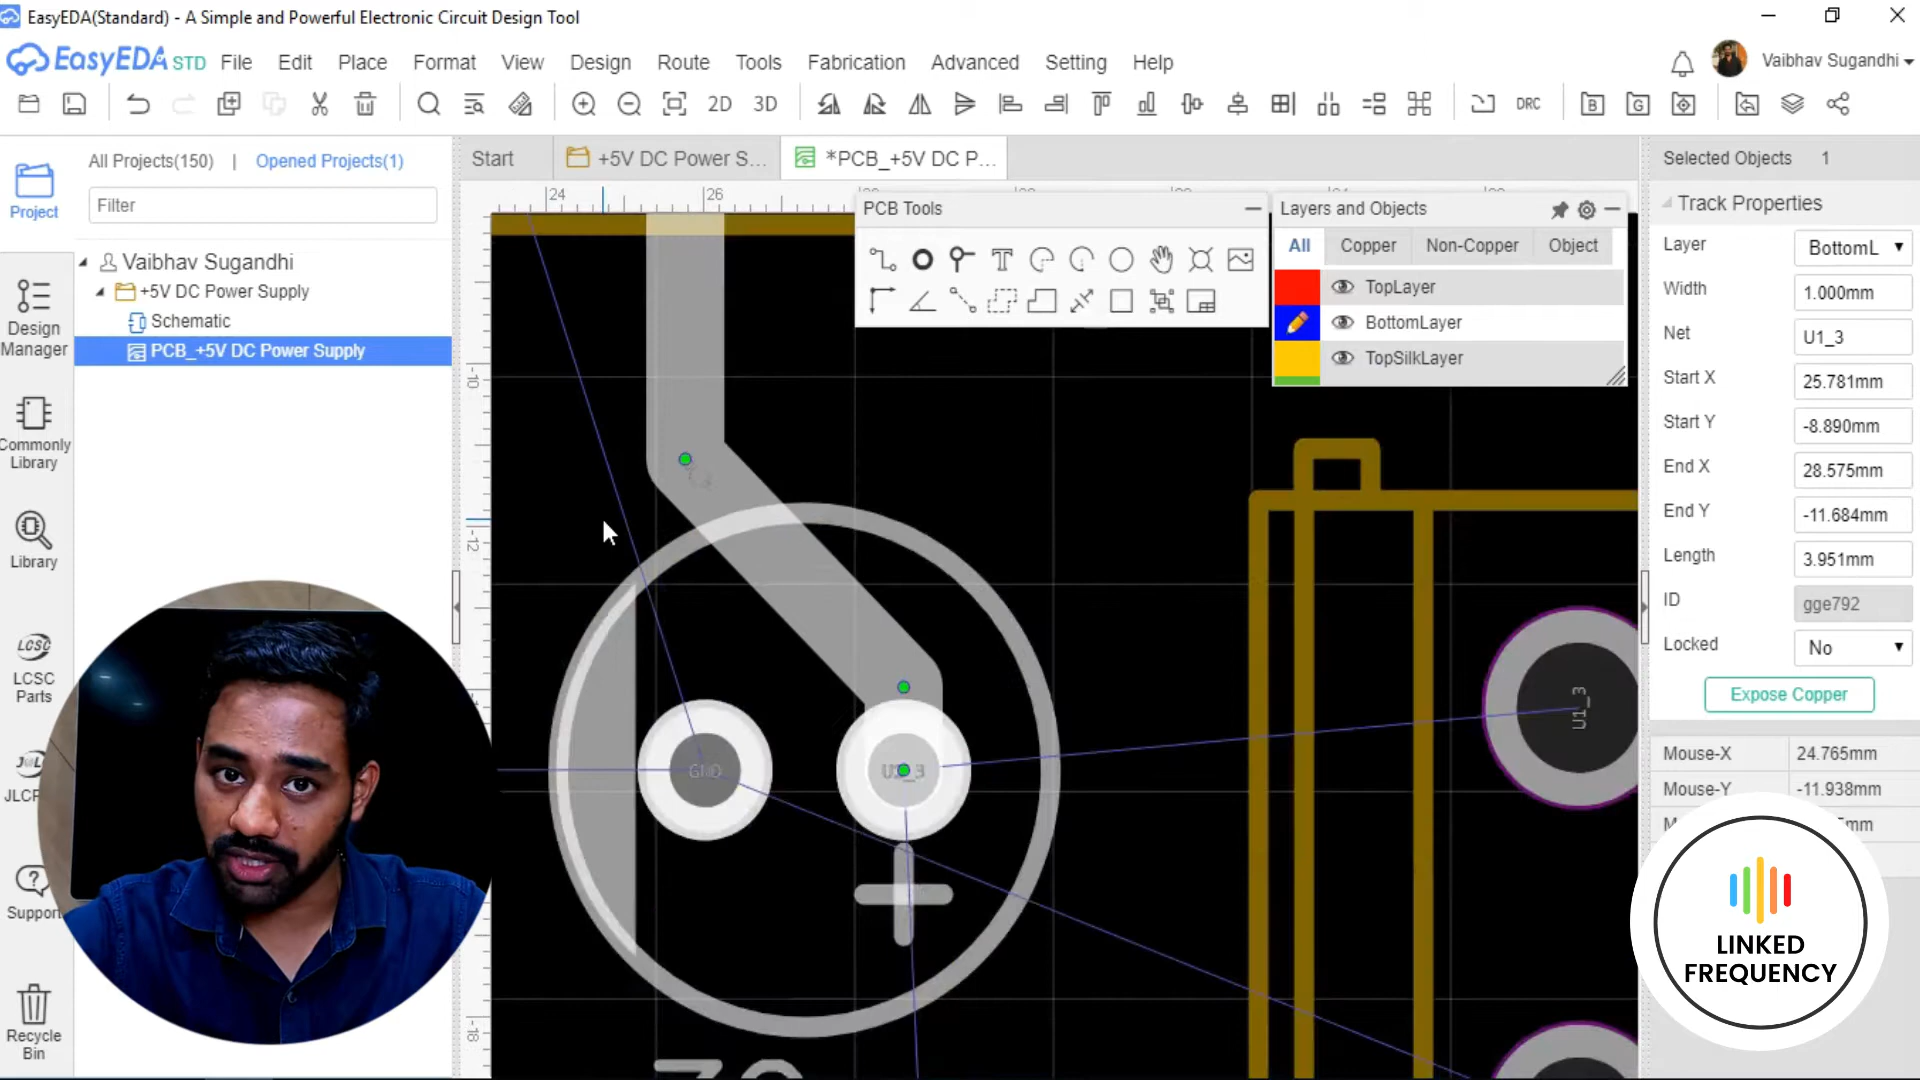 EasyEDA(Standard) - A Simple and Powerful Electronic Circuit Design Tool
EasyEDA STD File Edit Place Format View Design Route Tools Fabrication Advanced Setting Help Vaibhav Sugandhi
2D 3D DRC B G
All Projects(150) | Opened Projects(1)
Filter
Project
Vaibhav Sugandhi
+5V DC Power Supply
Schematic
PCB_+5V DC Power Supply
Design Manager
Commonly Library
Library
LCSC
LCSC Parts
Support
Recycle Bin
Start +5V DC Power S... *PCB_+5V DC P...
24 26
-10
-12
-18
PCB Tools
T
Layers and Objects
All Copper Non-Copper Object
TopLayer
BottomLayer
TopSilkLayer
GND
U1_3
Selected Objects 1
Track Properties
Layer BottomL
Width 1.000mm
Net U1_3
Start X 25.781mm
Start Y -8.890mm
End X 28.575mm
End Y -11.684mm
Length 3.951mm
ID gge792
Locked No
Expose Copper
Mouse-X 24.765mm
Mouse-Y -11.938mm
LINKED
FREQUENCY